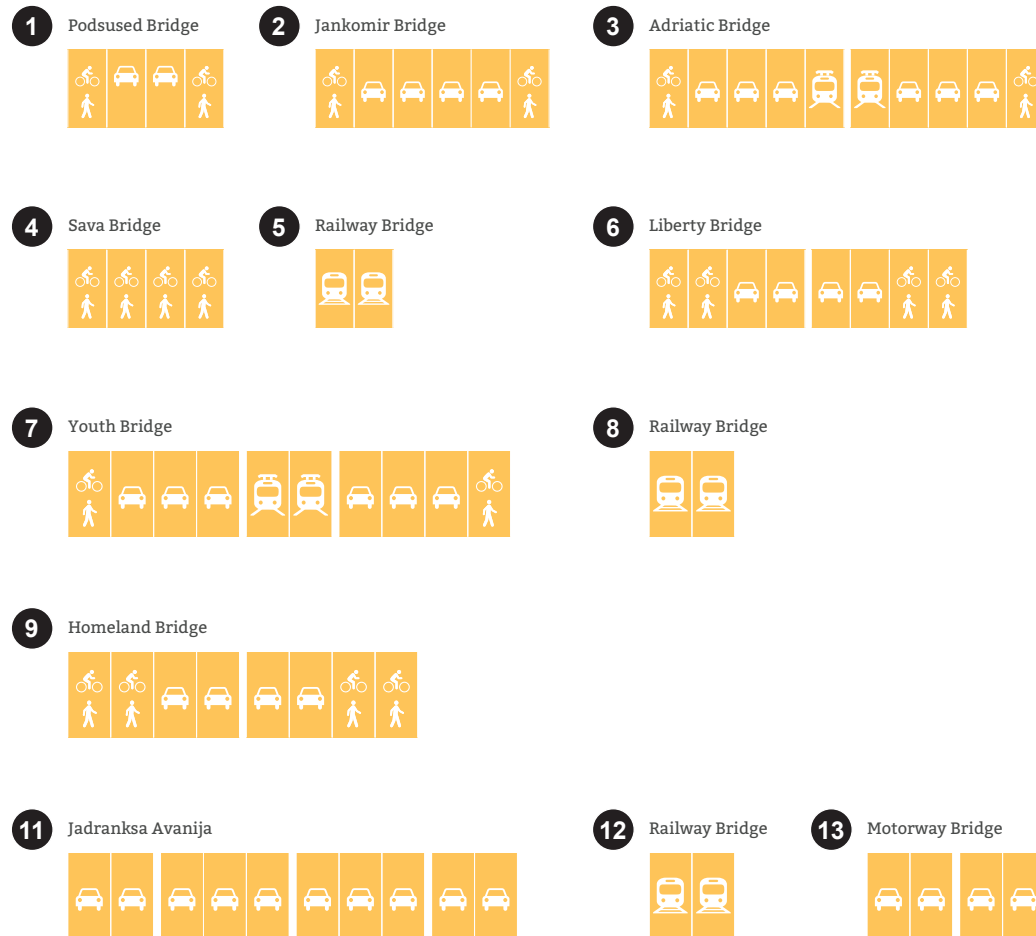 1 Podsused Bridge
2 Jankomir Bridge
3 Adriatic Bridge
4 Sava Bridge
5 Railway Bridge
6 Liberty Bridge
7 Youth Bridge
8 Railway Bridge
9 Homeland Bridge
11 Jadranksa Avanija
12 Railway Bridge
13 Motorway Bridge